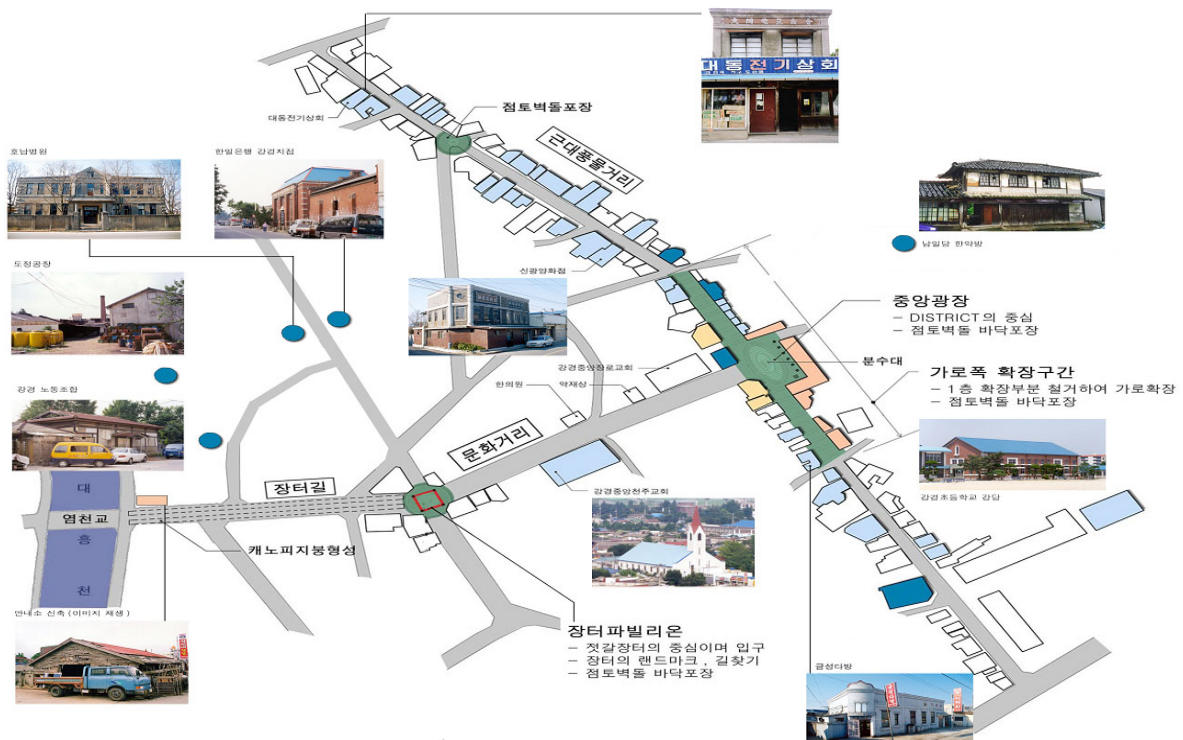 대동전기상회
대동전기상회
점토벽돌포장
근대풍물거리
호남병원
한일은행 강경지점
남일당 한약방
도정공장
신광양화점
중앙광장
- DISTRICT의 중심
- 점토벽돌 바닥포장
분수대
강경중앙장로교회
가로폭 확장구간
- 1층 확장부분 철거하여 가로확장
- 점토벽돌 바닥포장
한의원
약재상
강경 노동조합
문화거리
장터길
강경중앙천주교회
강경초등학교 강당
대
염천교
흥
천
캐노피지붕형성
안내소 신축(이미지 재생)
장터파빌리온
- 젓갈장터의 중심이며 입구
- 장터의 랜드마크, 길찾기
- 점토벽돌 바닥포장
금성다방